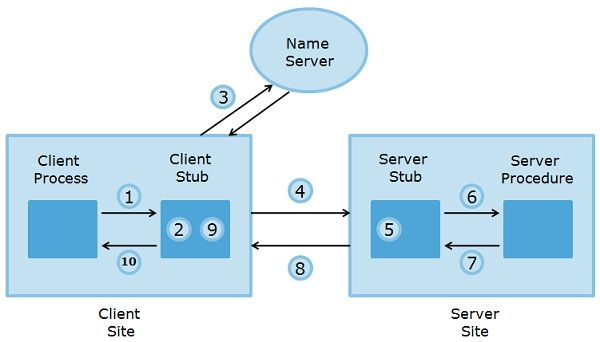 Name
Server
3
Client
Process
Client
Stub
Server
Stub
Server
Procedure
1
4
6
2
9
5
10
8
7
Client
Site
Server
Site